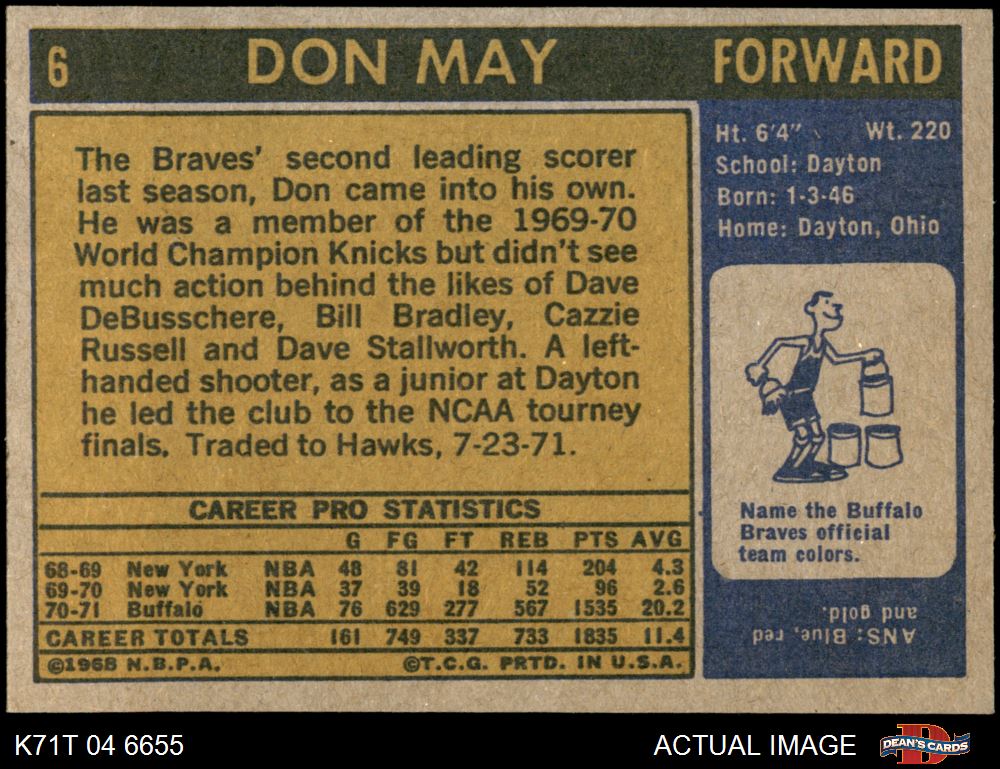 6 DON MAY FORWARD
The Braves' second leading scorer
last season, Don came into his own.
He was a member of the 1969-70
World Champion Knicks but didn't see
much action behind the likes of Dave
DeBusschere, Bill Bradley, Cazzie
Russell and Dave Stallworth. A left-
handed shooter, as a junior at Dayton
he led the club to the NCAA tourney
finals. Traded to Hawks, 7-23-71.
CAREER PRO STATISTICS
G FG FT REB PTS AVG
68-69 New York NBA 48 81 42 114 204 4.3
69-70 New York NBA 37 39 18 52 96 2.6
70-71 Buffalo NBA 76 629 277 567 1535 20.2
CAREER TOTALS 161 749 337 733 1835 11.4
©1968 N.B.P.A. ©T.C.G. PRTD. IN U.S.A.
Ht. 6'4" Wt. 220
School: Dayton
Born: 1-3-46
Home: Dayton, Ohio
Name the Buffalo
Braves official
team colors.
ANS: Blue, red,
and gold.
K71T 04 6655
ACTUAL IMAGE
D
DEAN'S CARDS